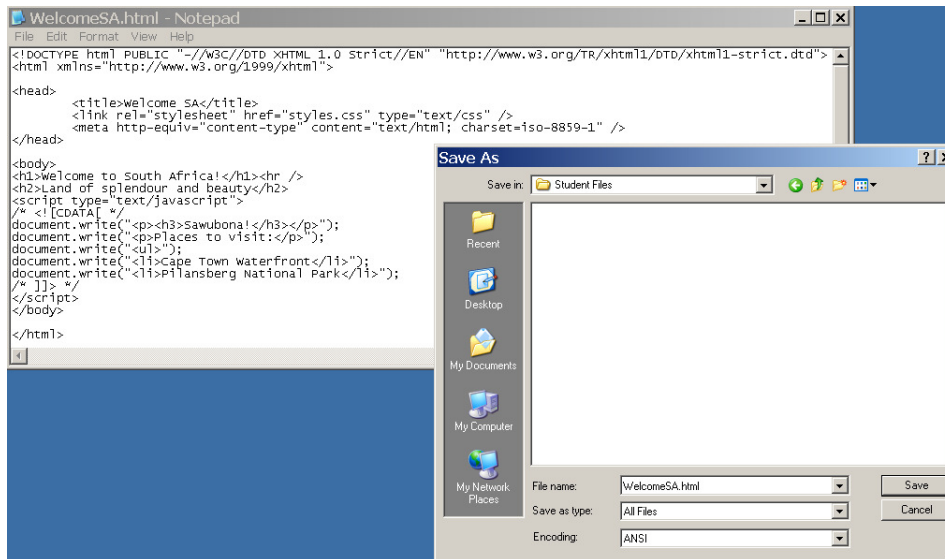 WelcomeSA.html - Notepad
File Edit Format View Help
<!DOCTYPE html PUBLIC "-//W3C//DTD XHTML 1.0 Strict//EN" "http://www.w3.org/TR/xhtml1/DTD/xhtml1-strict.dtd">
<html xmlns="http://www.w3.org/1999/xhtml">
<head>
<title>Welcome SA</title>
<link rel="stylesheet" href="styles.css" type="text/css" />
<meta http-equiv="content-type" content="text/html; charset=iso-8859-1" />
</head>
<body>
<h1>Welcome to South Africa!</h1><hr />
<h2>Land of splendour and beauty</h2>
<script type="text/javascript">
/* <![CDATA[ */
document.write("<p><h3>Sawubona!</h3></p>");
document.write("<p>Places to visit:</p>");
document.write("<ul>");
document.write("<li>Cape Town Waterfront</li>");
document.write("<li>Pilansberg National Park</li>");
/* ]]> */
</script>
</body>
</html>
Save As
Save in: Student Files
Recent
Desktop
My Documents
My Computer
My Network
Places
File name: WelcomeSA.html Save
Save as type: All Files Cancel
Encoding: ANSI